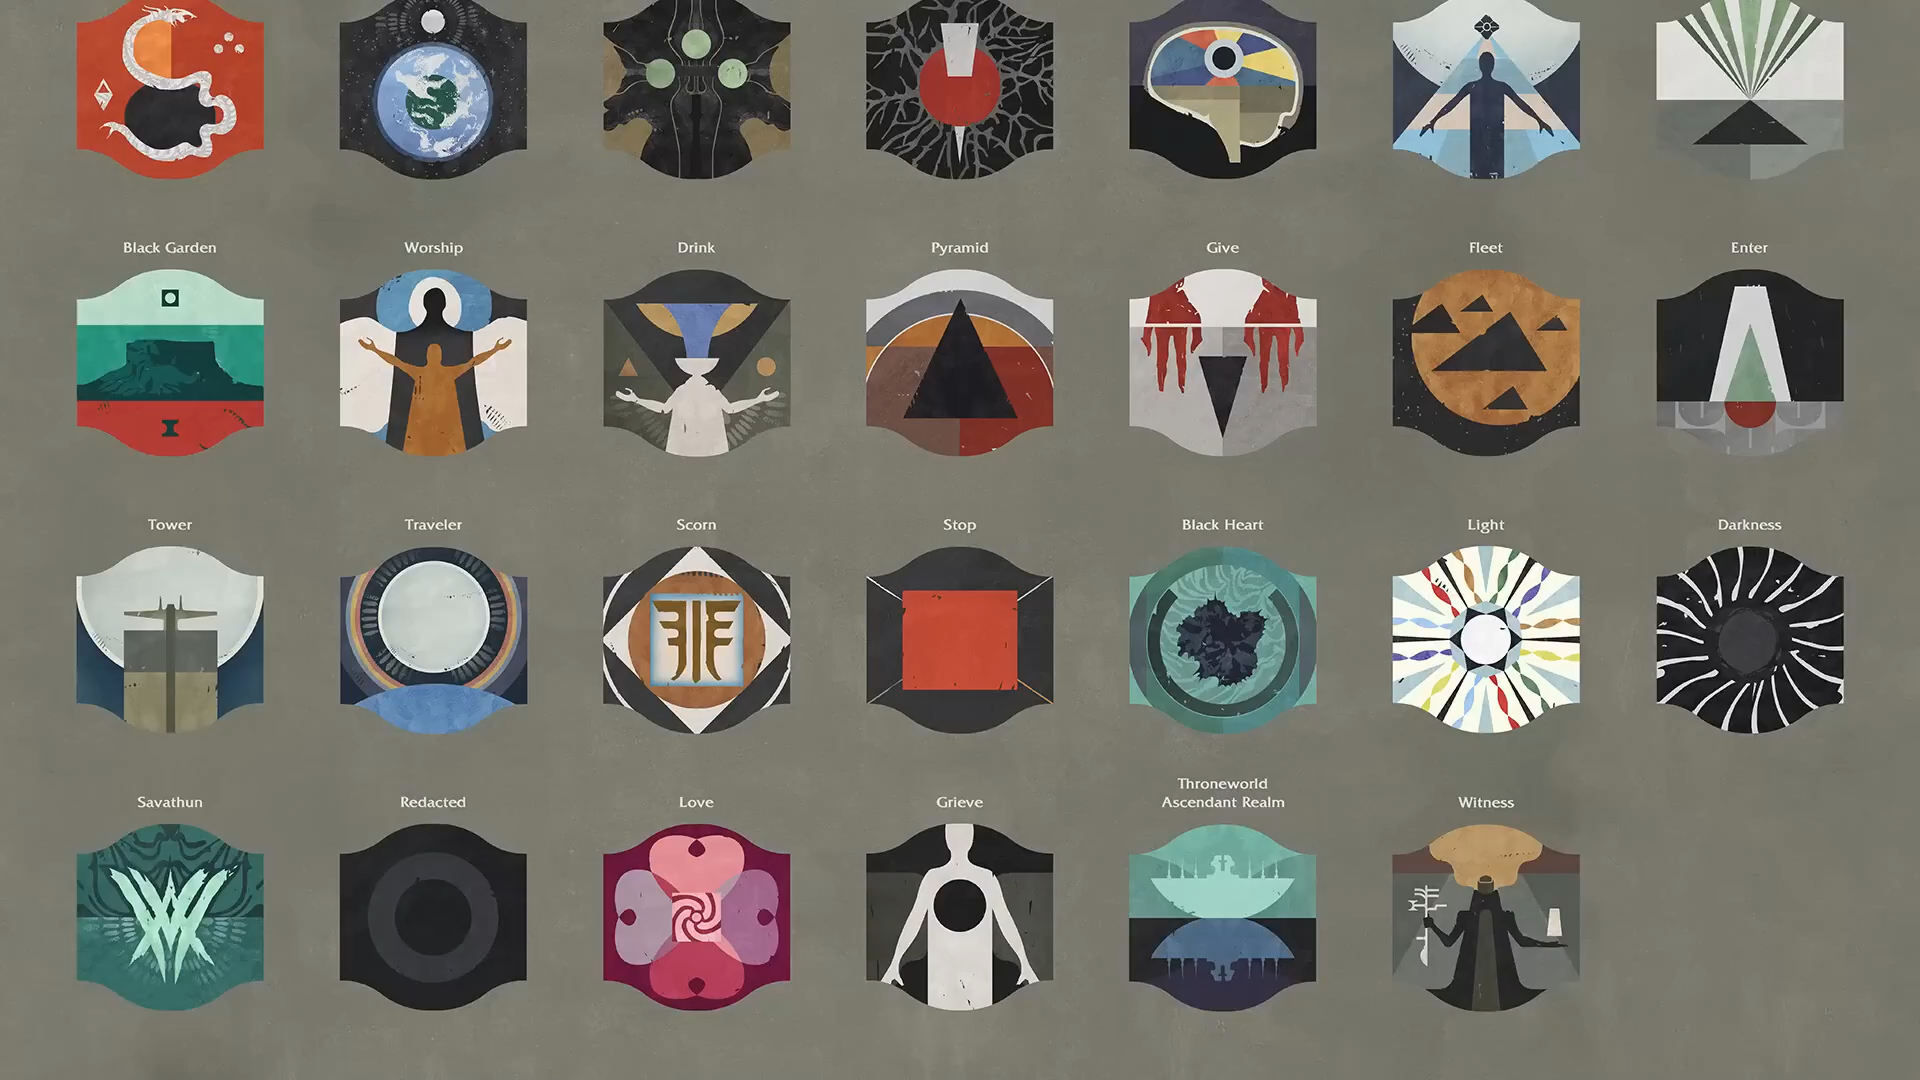 Black Garden
Worship
Drink
Pyramid
Give
Fleet
Enter
Tower
Traveler
Scorn
Stop
Black Heart
Light
Darkness
Savathun
Redacted
Love
Grieve
Throneworld
Ascendant Realm
Witness